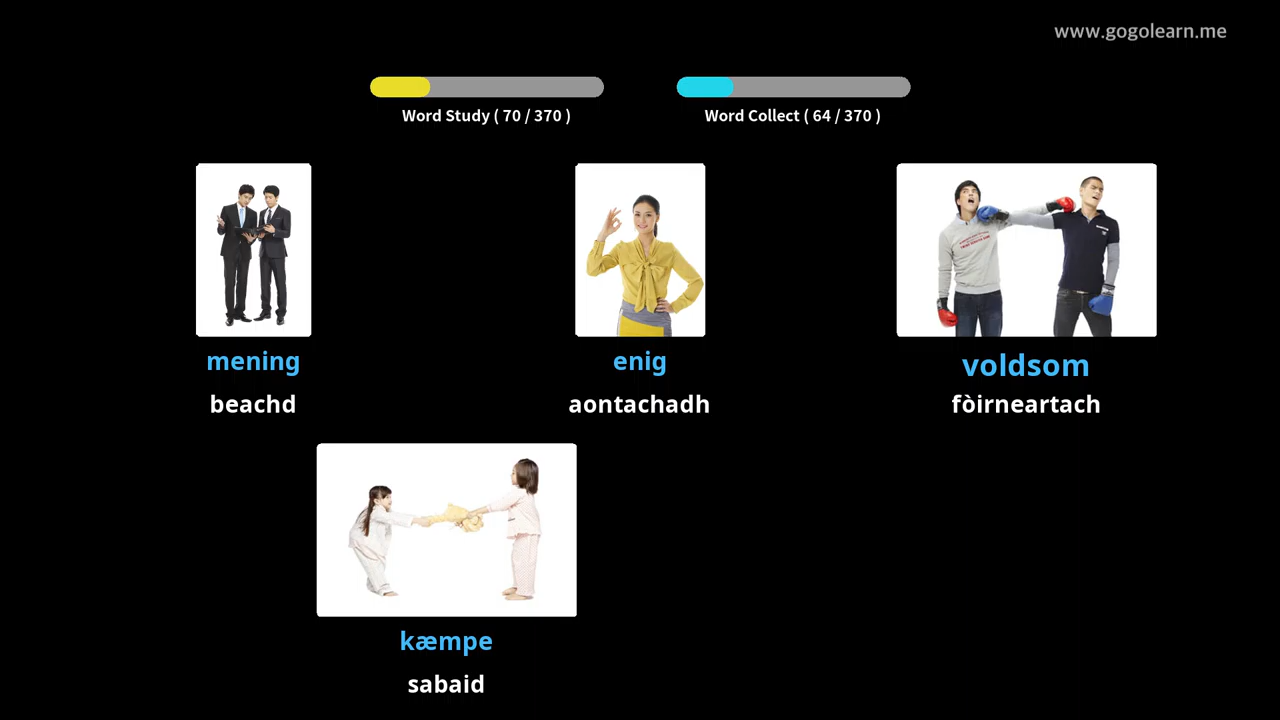 www.gogolearn.me
Word Study ( 70 / 370 )
Word Collect ( 64 / 370 )
mening
enig
voldsom
beachd
aontachadh
fòirneartach
kæmpe
sabaid